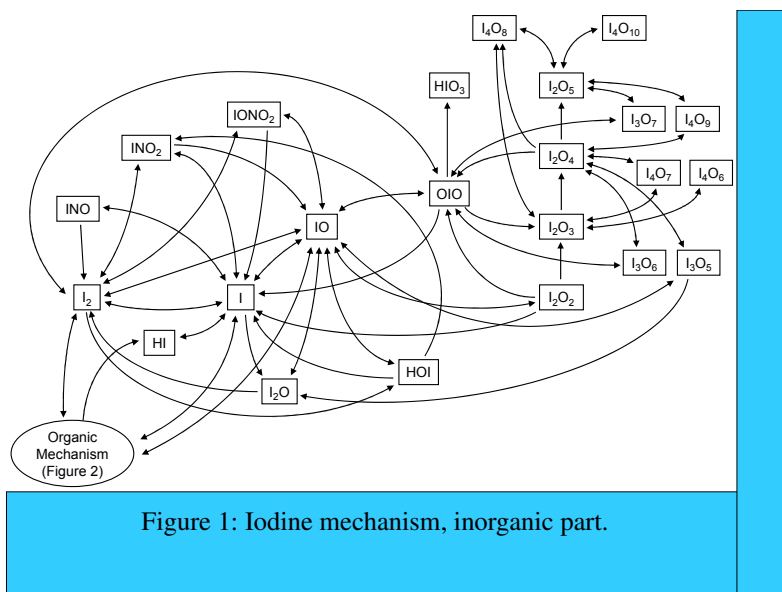 I₄O₈
I₄O₁₀
HIO₃
I₂O₅
IONO₂
I₃O₇
I₄O₉
INO₂
I₂O₄
I₄O₇
I₄O₆
OIO
INO
IO
I₂O₃
I₃O₆
I₃O₅
I₂
I
I₂O₂
HI
HOI
I₂O
Organic
Mechanism
(Figure 2)
Figure 1: Iodine mechanism, inorganic part.